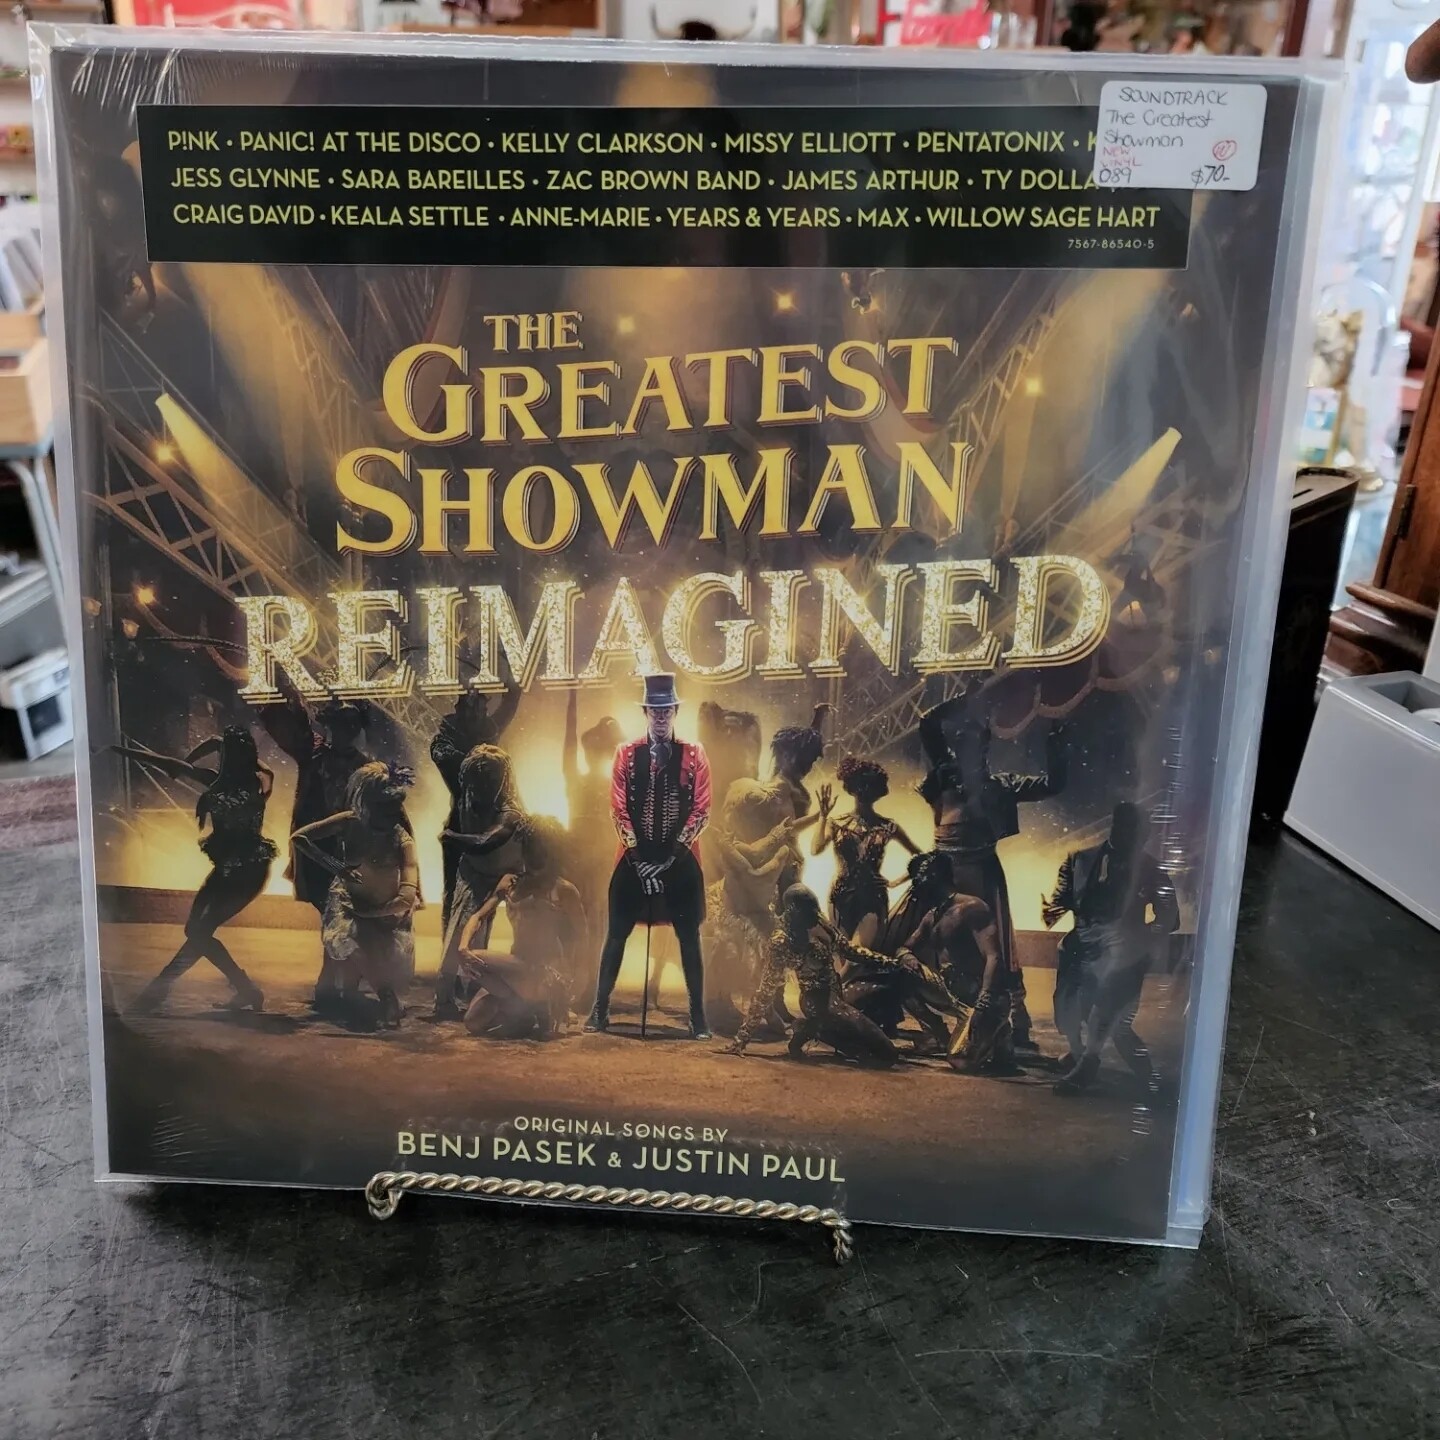 P!NK • PANIC! AT THE DISCO • KELLY CLARKSON • MISSY ELLIOTT • PENTATONIX •
JESS GLYNNE • SARA BAREILLES • ZAC BROWN BAND • JAMES ARTHUR • TY DOLLA
CRAIG DAVID • KEALA SETTLE • ANNE-MARIE • YEARS & YEARS • MAX • WILLOW SAGE HART
7567-86540-5
SOUNDTRACK
The Greatest
Showman
NEW
VINYL
089 $70-
THE
GREATEST
SHOWMAN
REIMAGINED
ORIGINAL SONGS BY
BENJ PASEK & JUSTIN PAUL